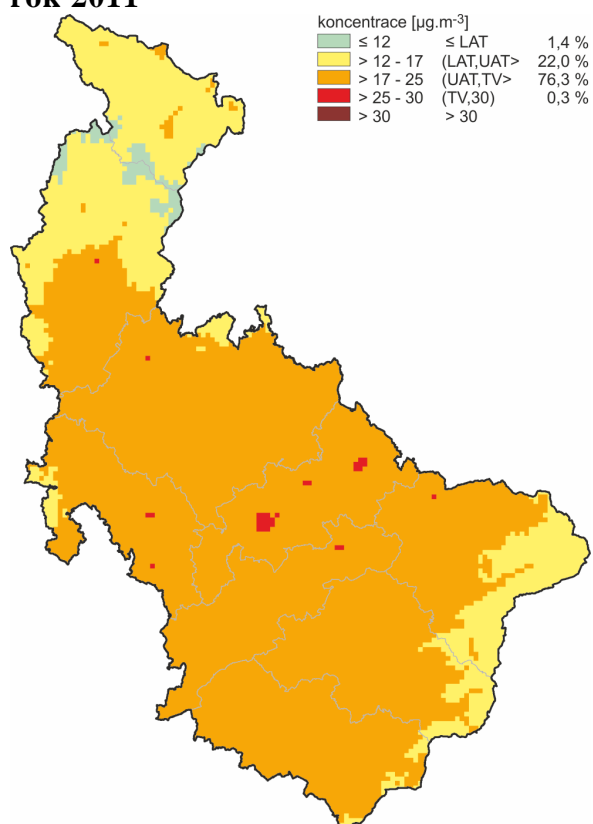 rok 2011
koncentrace [µg.m-3]
≤ 12 ≤ LAT 1,4 %
> 12 - 17 (LAT,UAT> 22,0 %
> 17 - 25 (UAT,TV> 76,3 %
> 25 - 30 (TV,30) 0,3 %
> 30 > 30